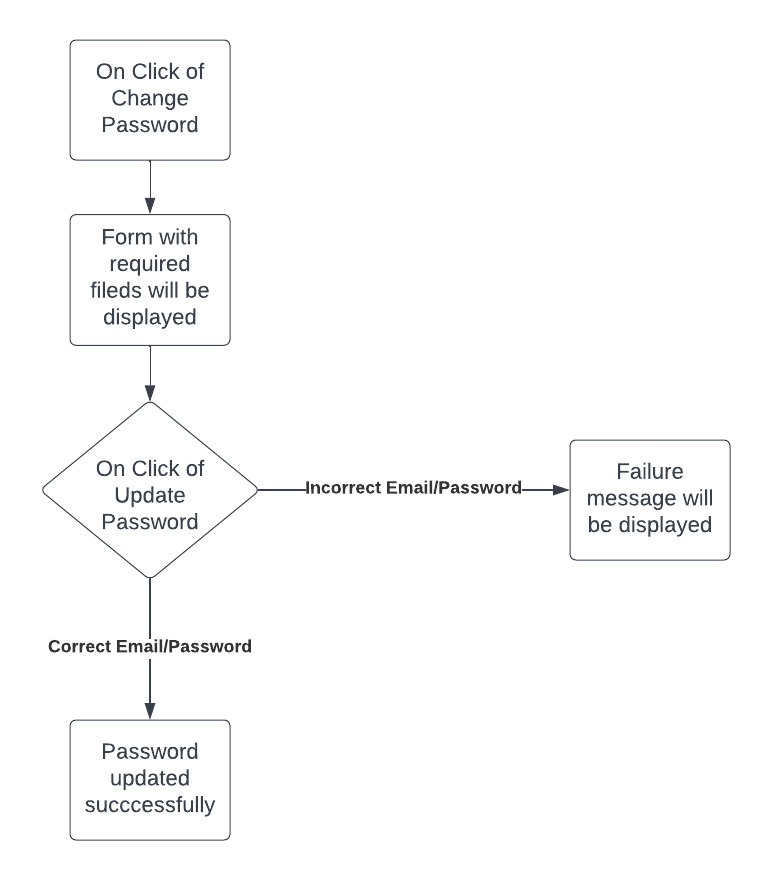 On Click of
Change
Password
Form with
required
fileds will be
displayed
On Click of
Update
Password
Incorrect Email/Password
Failure
message will
be displayed
Correct Email/Password
Password
updated
succcessfully